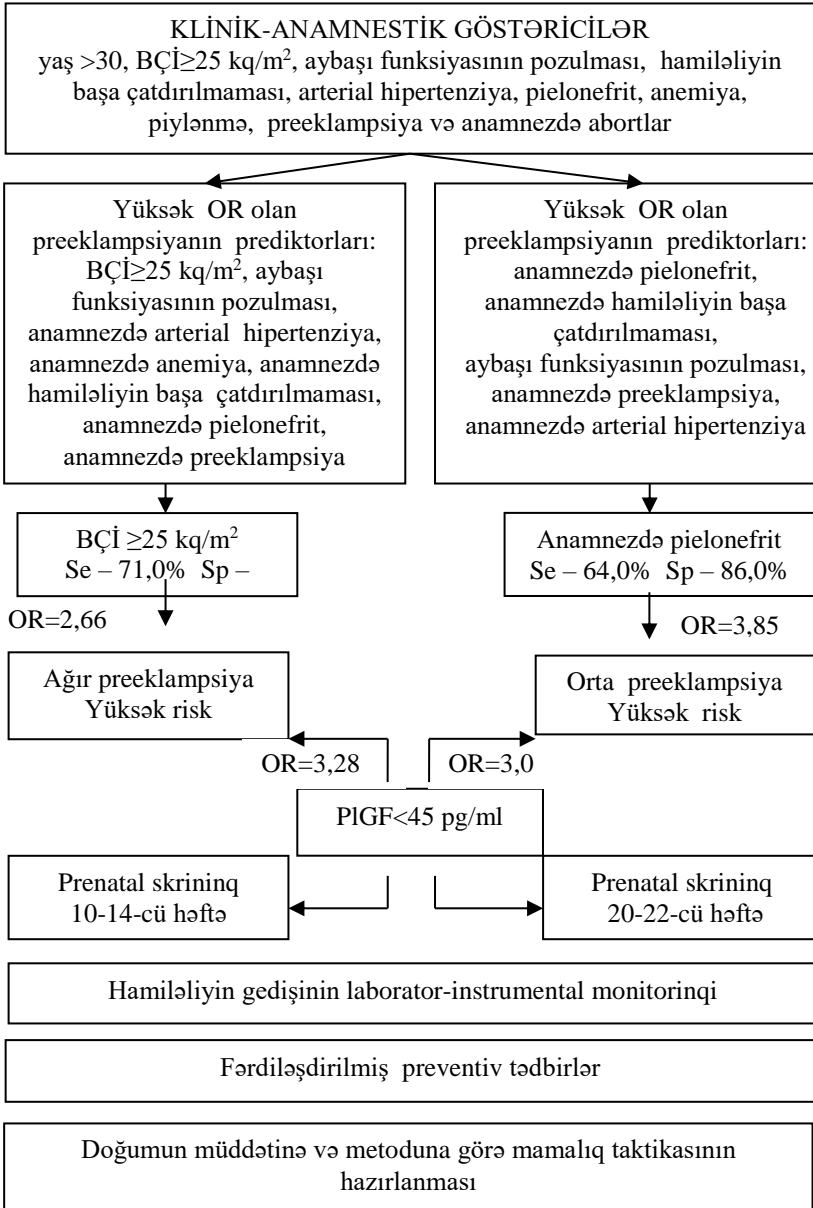 KLİNİK-ANAMNESTİK GÖSTƏRİCİLƏR
yaş >30, BÇİ≥25 kq/m², aybaşı funksiyasının pozulması, hamiləliyin
başa çatdırılmaması, arterial hipertenziya, pielonefrit, anemiya,
piylənmə, preeklampsiya və anamnezdə abortlar
Yüksək OR olan
preeklampsiyanın prediktorları:
BÇİ≥25 kq/m², aybaşı
funksiyasının pozulması,
anamnezdə arterial hipertenziya,
anamnezdə anemiya, anamnezdə
hamiləliyin başa çatdırılmaması,
anamnezdə pielonefrit,
anamnezdə preeklampsiya
Yüksək OR olan
preeklampsiyanın prediktorları:
anamnezdə pielonefrit,
anamnezdə hamiləliyin başa
çatdırılmaması,
aybaşı funksiyasının pozulması,
anamnezdə preeklampsiya,
anamnezdə arterial hipertenziya
BÇİ ≥25 kq/m²
Se – 71,0% Sp –
Anamnezdə pielonefrit
Se – 64,0% Sp – 86,0%
OR=2,66
OR=3,85
Ağır preeklampsiya
Yüksək risk
Orta preeklampsiya
Yüksək risk
OR=3,28
OR=3,0
PlGF<45 pg/ml
Prenatal skrininq
10-14-cü həftə
Prenatal skrininq
20-22-cü həftə
Hamiləliyin gedişinin laborator-instrumental monitorinqi
Fərdiləşdirilmiş preventiv tədbirlər
Doğumun müddətinə və metoduna görə mamalıq taktikasının
hazırlanması